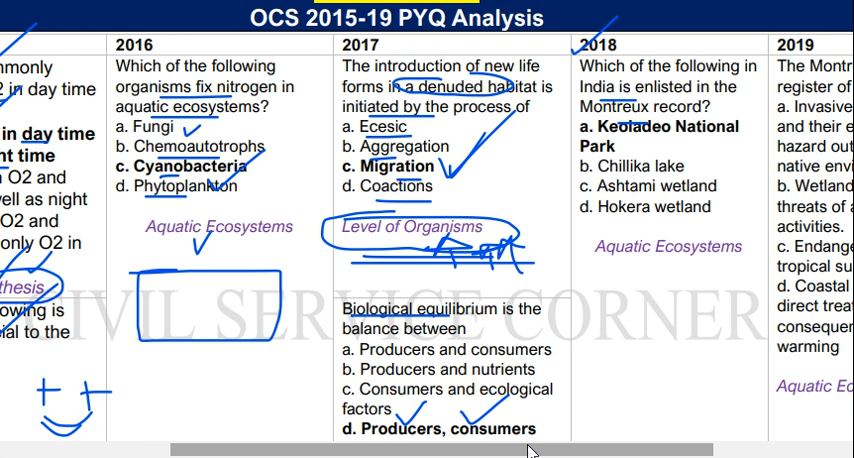 OCS 2015-19 PYQ Analysis
mmonly
2 in day time
in day time
nt time
O2 and
well as night
O2 and
only O2 in
thesis
owing is
ial to the
2016
Which of the following
organisms fix nitrogen in
aquatic ecosystems?
a. Fungi
b. Chemoautotrophs
c. Cyanobacteria
d. Phytoplankton
Aquatic Ecosystems
2017
The introduction of new life
forms in a denuded habitat is
initiated by the process of
a. Ecesic
b. Aggregation
c. Migration
d. Coactions
Level of Organisms
Biological equilibrium is the
balance between
a. Producers and consumers
b. Producers and nutrients
c. Consumers and ecological
factors
d. Producers, consumers
2018
Which of the following in
India is enlisted in the
Montreux record?
a. Keoladeo National
Park
b. Chillika lake
c. Ashtami wetland
d. Hokera wetland
Aquatic Ecosystems
2019
The Montr
register of
a. Invasive
and their e
hazard out
native envi
b. Wetland
threats of a
activities.
c. Endange
tropical su
d. Coastal
direct treat
consequer
warming
Aquatic Ec
CIVIL SERVICE CORNER